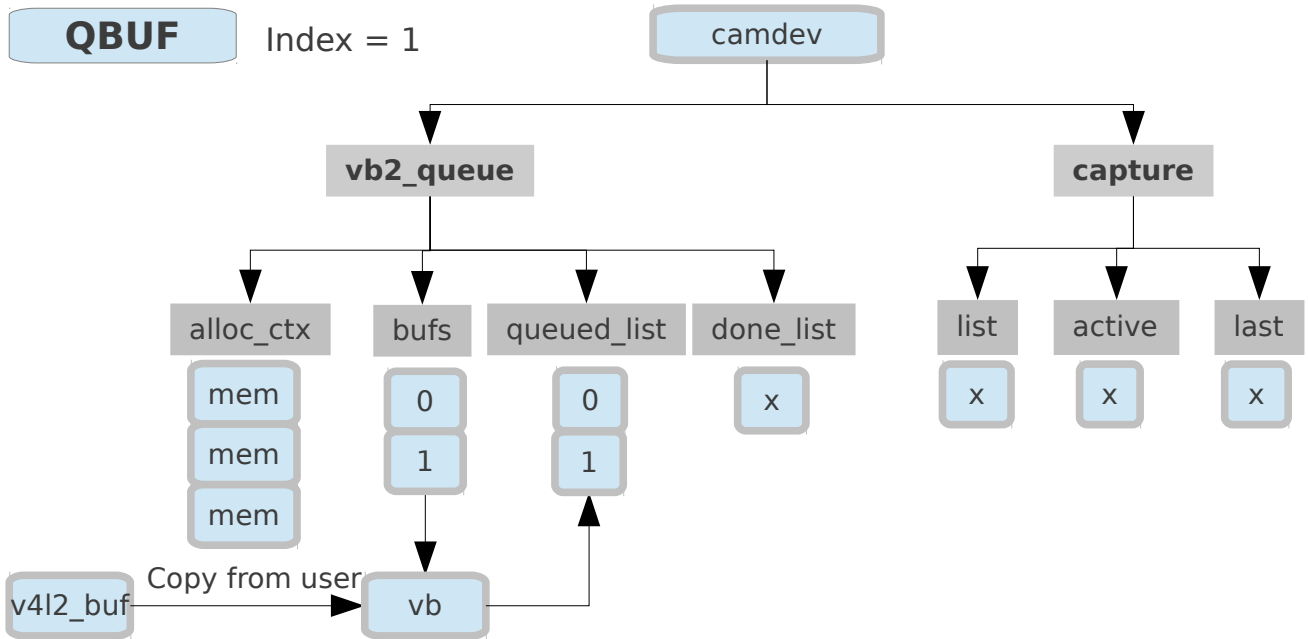 QBUF
Index = 1
camdev
vb2_queue
capture
alloc_ctx
bufs
queued_list
done_list
list
active
last
mem
0
0
x
x
x
x
mem
1
1
mem
Copy from user
v4l2_buf
vb